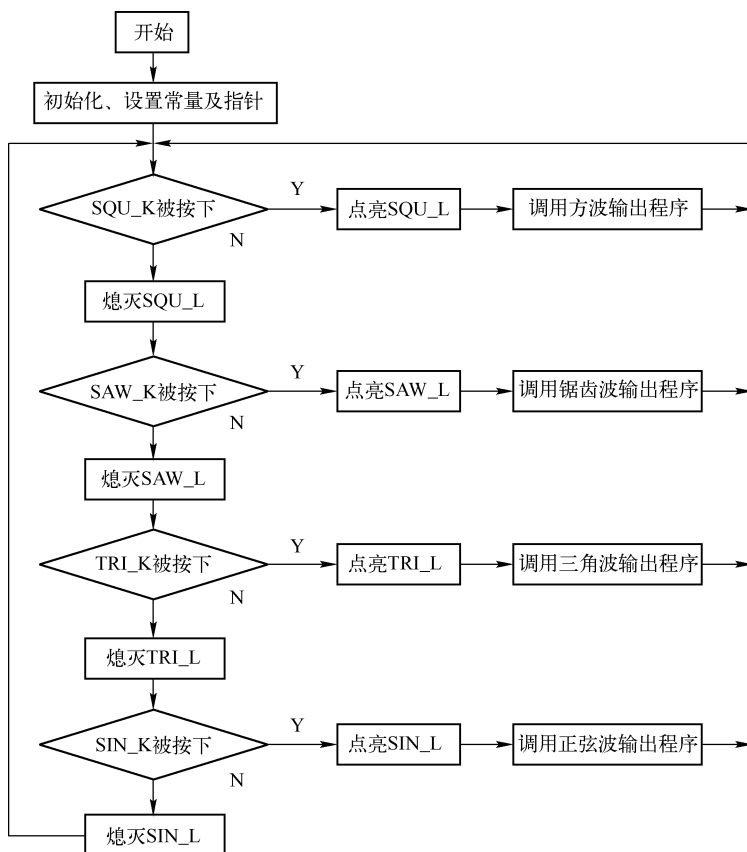 开始
初始化、设置常量及指针
SQU_K被按下
Y
点亮SQU_L
调用方波输出程序
N
熄灭SQU_L
SAW_K被按下
Y
点亮SAW_L
调用锯齿波输出程序
N
熄灭SAW_L
TRI_K被按下
Y
点亮TRI_L
调用三角波输出程序
N
熄灭TRI_L
SIN_K被按下
Y
点亮SIN_L
调用正弦波输出程序
N
熄灭SIN_L